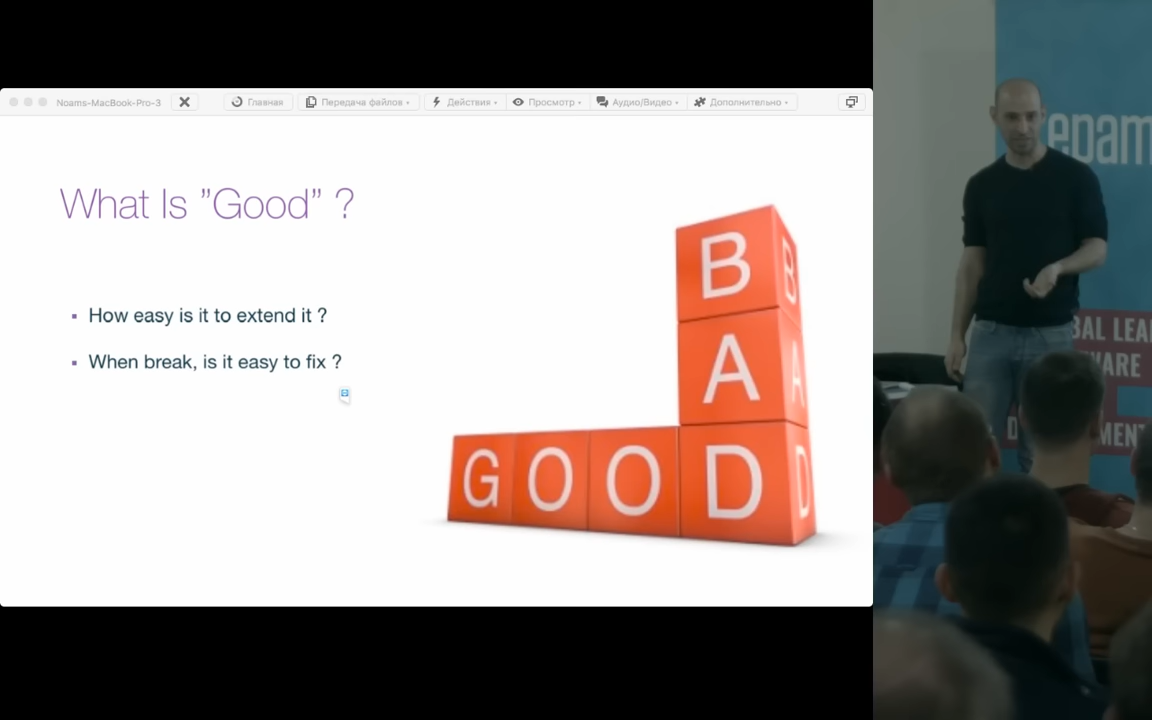 Noams-MacBook-Pro-3
Главная
Передача файлов
Действия
Просмотр
Аудио/Видео
Дополнительно
What Is ”Good” ?
▪ How easy is it to extend it ?
▪ When break, is it easy to fix ?
B B
A A
GOOD D
epam
BAL LEA
WARE
D
MENT